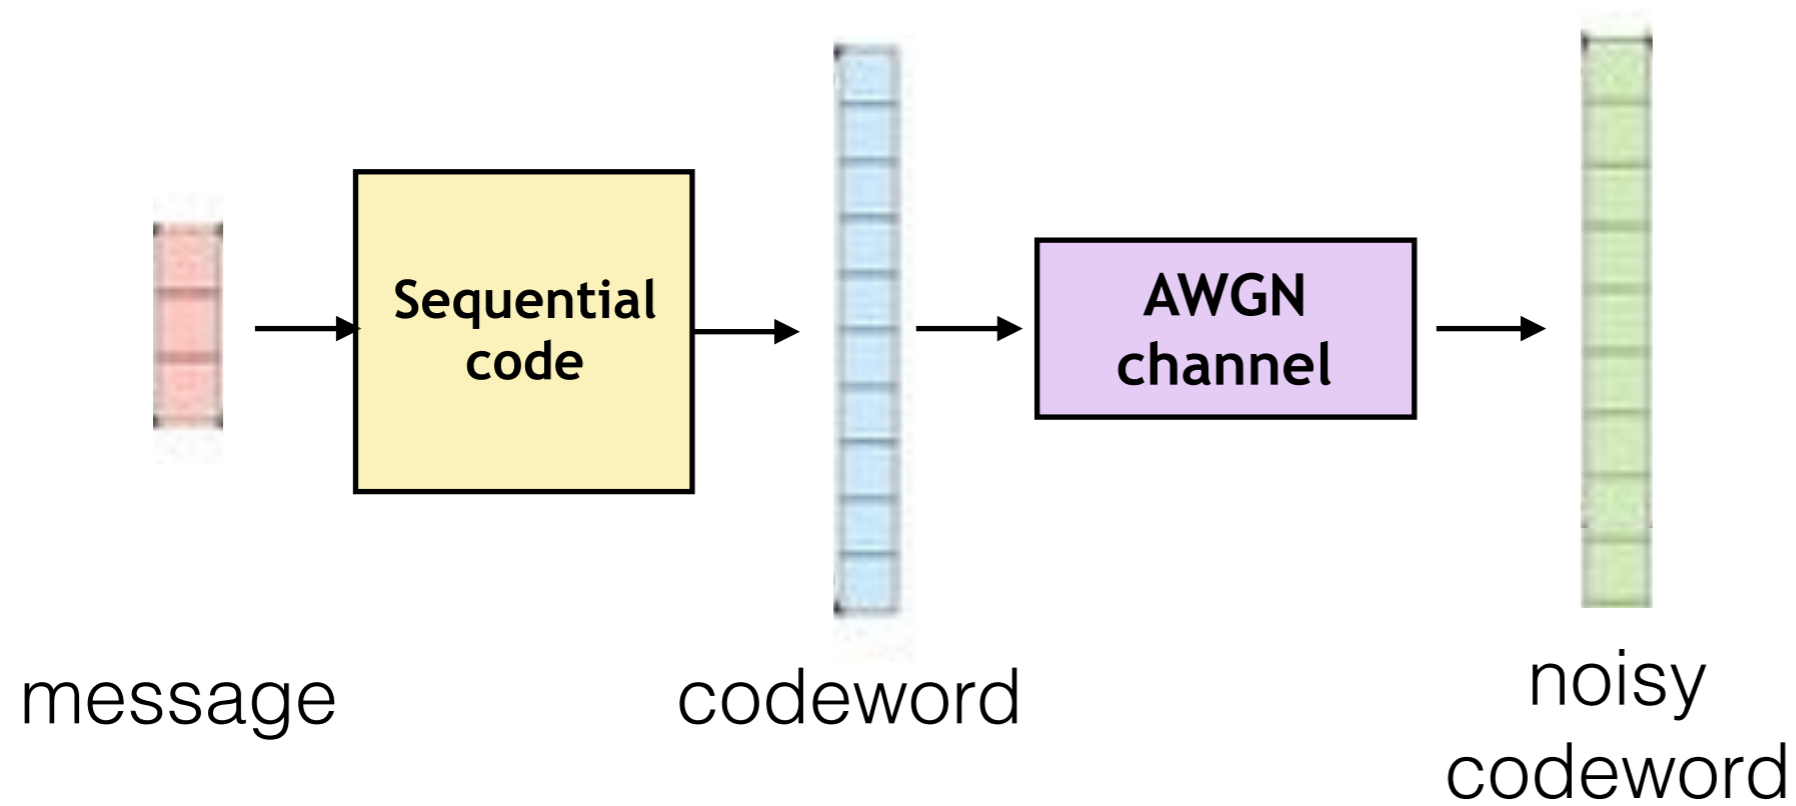 Sequential
code
AWGN
channel
message
codeword
noisy
codeword